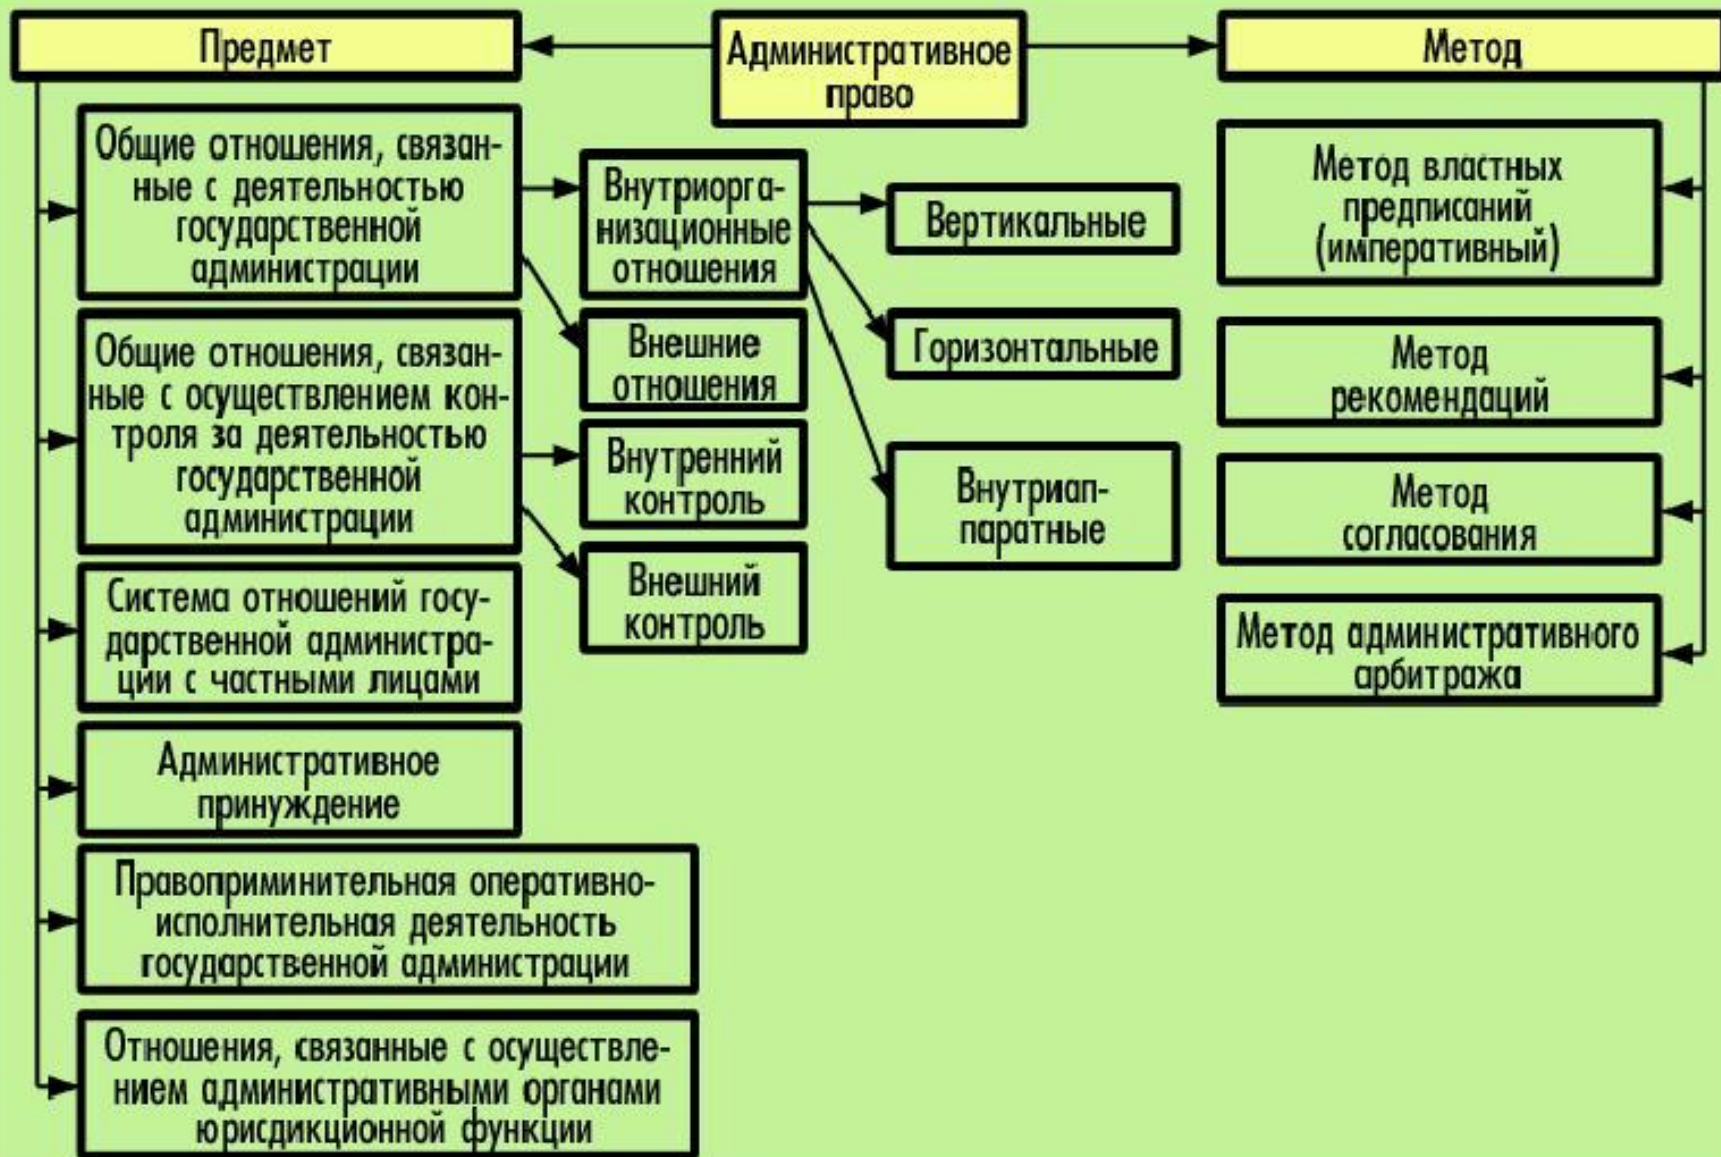 Предмет
Административное
право
Метод
Общие отношения, связан-
ные с деятельностью
государственной
администрации
Общие отношения, связан-
ные с осуществлением кон-
троля за деятельностью
государственной
администрации
Система отношений госу-
дарственной администра-
ции с частными лицами
Административное
принуждение
Правоприминительная оперативно-
исполнительная деятельность
государственной администрации
Отношения, связанные с осуществле-
нием административными органами
юрисдикционной функции
Внутриорга-
низационные
отношения
Внешние
отношения
Внутренний
контроль
Внешний
контроль
Вертикальные
Горизонтальные
Внутриап-
паратные
Метод властных
предписаний
(императивный)
Метод
рекомендаций
Метод
согласования
Метод административного
арбитража